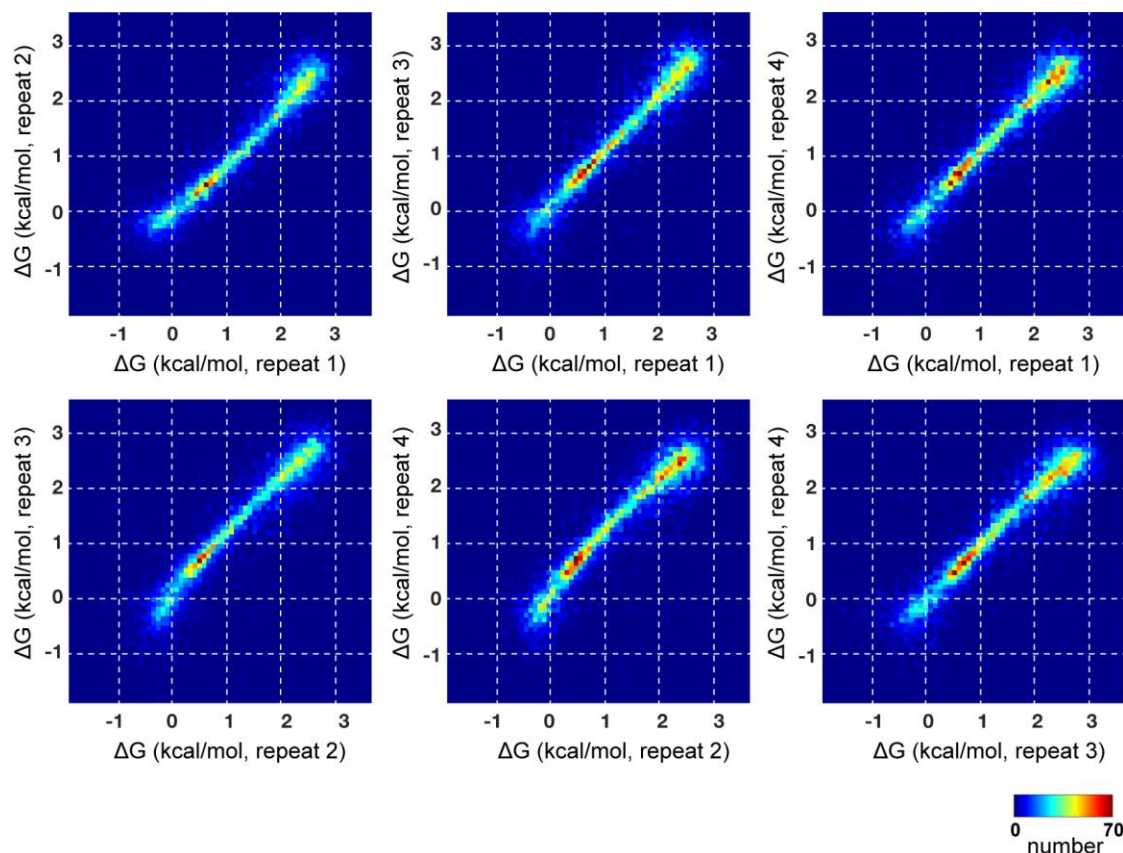 ΔG (kcal/mol, repeat 2)
3
2
1
0
-1
-1 0 1 2 3
ΔG (kcal/mol, repeat 1)
ΔG (kcal/mol, repeat 3)
3
2
1
0
-1
-1 0 1 2 3
ΔG (kcal/mol, repeat 1)
ΔG (kcal/mol, repeat 4)
3
2
1
0
-1
-1 0 1 2 3
ΔG (kcal/mol, repeat 1)
ΔG (kcal/mol, repeat 3)
3
2
1
0
-1
-1 0 1 2 3
ΔG (kcal/mol, repeat 2)
ΔG (kcal/mol, repeat 4)
3
2
1
0
-1
-1 0 1 2 3
ΔG (kcal/mol, repeat 2)
ΔG (kcal/mol, repeat 4)
3
2
1
0
-1
-1 0 1 2 3
ΔG (kcal/mol, repeat 3)
0 70
number